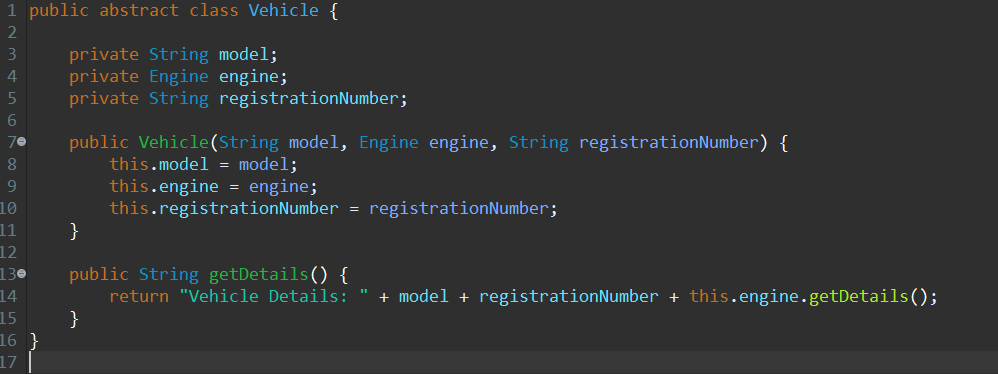 1 public abstract class Vehicle {
2
3     private String model;
4     private Engine engine;
5     private String registrationNumber;
6
7     public Vehicle(String model, Engine engine, String registrationNumber) {
8         this.model = model;
9         this.engine = engine;
10         this.registrationNumber = registrationNumber;
11     }
12
13     public String getDetails() {
14         return "Vehicle Details: " + model + registrationNumber + this.engine.getDetails();
15     }
16 }
17